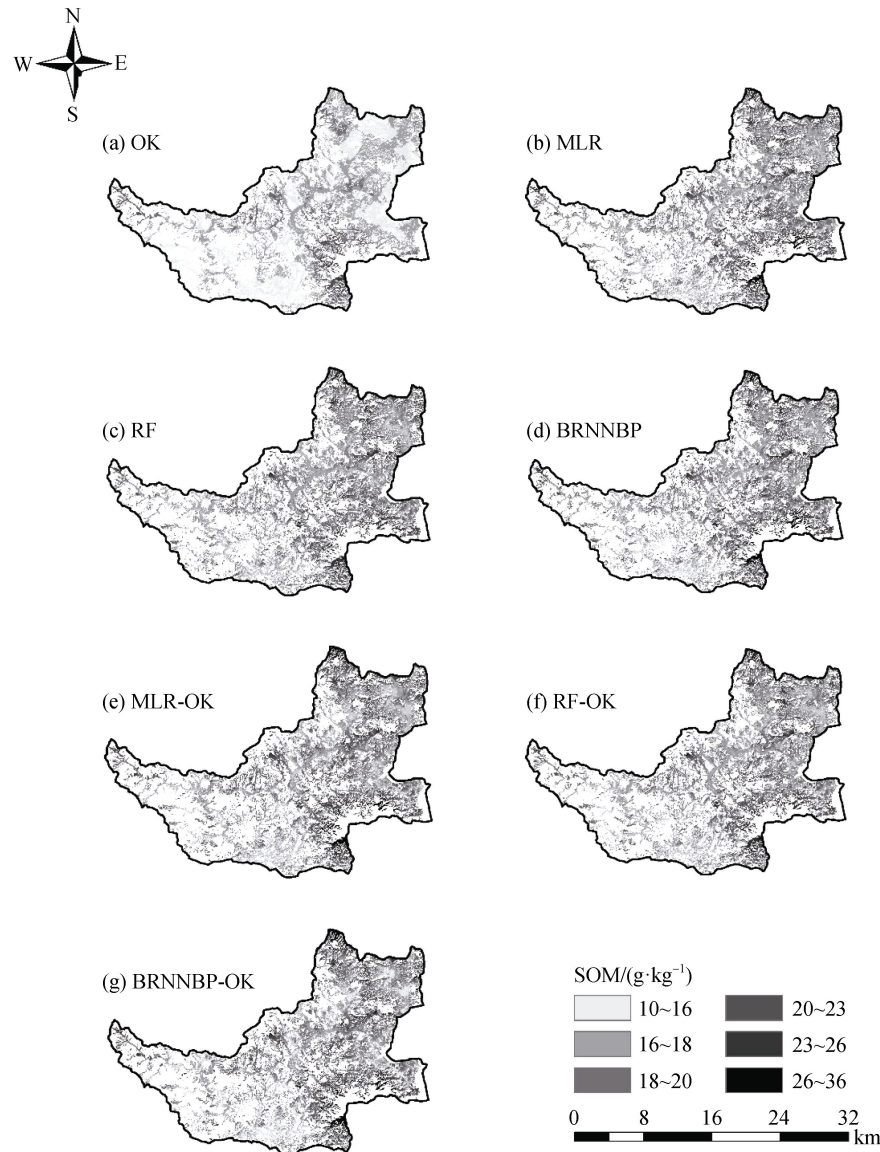 N
W E
S
(a) OK
(b) MLR
(c) RF
(d) BRNNBP
(e) MLR-OK
(f) RF-OK
(g) BRNNBP-OK
SOM/(g·kg⁻¹)
10~16 20~23
16~18 23~26
18~20 26~36
0 8 16 24 32
km